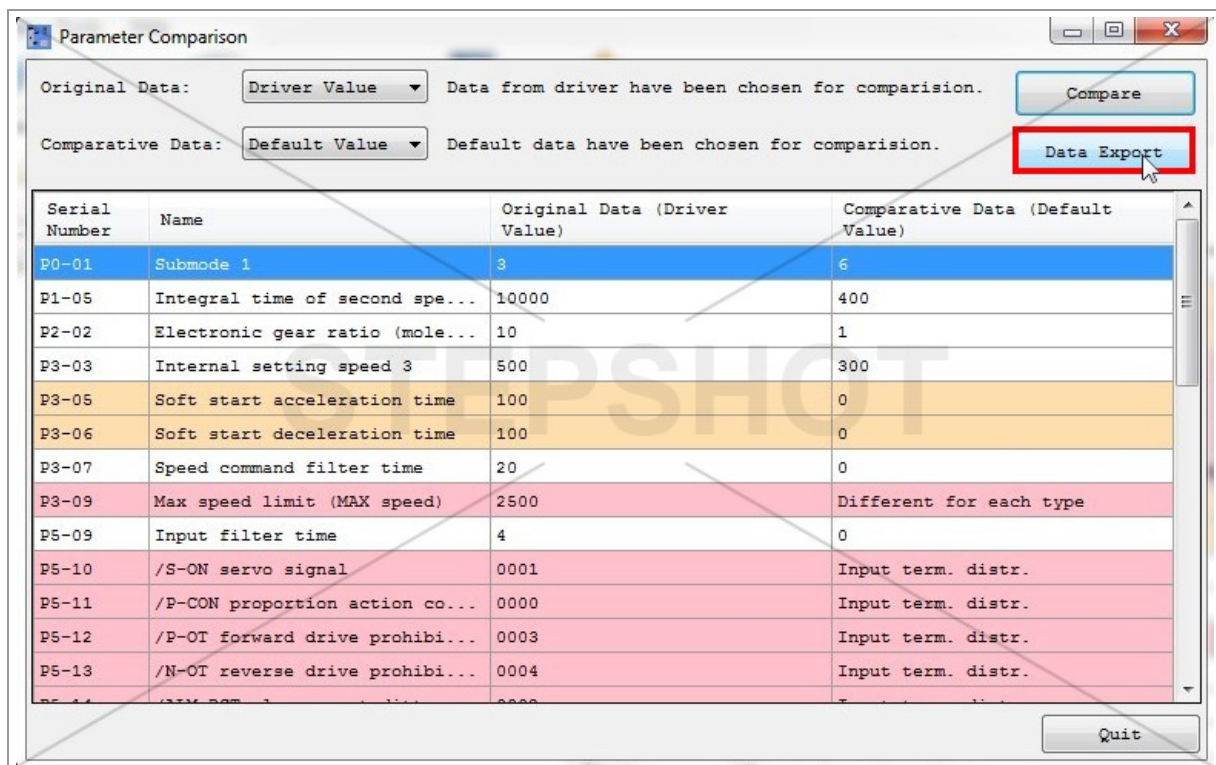 Parameter Comparison
Original Data: Driver Value Data from driver have been chosen for comparision. Compare
Comparative Data: Default Value Default data have been chosen for comparision. Data Export
Serial Number Name Original Data (Driver Value) Comparative Data (Default Value)
P0-01 Submode 1 3 6
P1-05 Integral time of second spe... 10000 400
P2-02 Electronic gear ratio (mole... 10 1
P3-03 Internal setting speed 3 500 300
P3-05 Soft start acceleration time 100 0
P3-06 Soft start deceleration time 100 0
P3-07 Speed command filter time 20 0
P3-09 Max speed limit (MAX speed) 2500 Different for each type
P5-09 Input filter time 4 0
P5-10 /S-ON servo signal 0001 Input term. distr.
P5-11 /P-CON proportion action co... 0000 Input term. distr.
P5-12 /P-OT forward drive prohibi... 0003 Input term. distr.
P5-13 /N-OT reverse drive prohibi... 0004 Input term. distr.
Quit
STEPSHOT